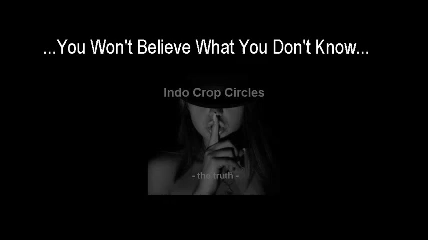 ...You Won't Believe What You Don't Know...
Indo Crop Circles
- the truth -